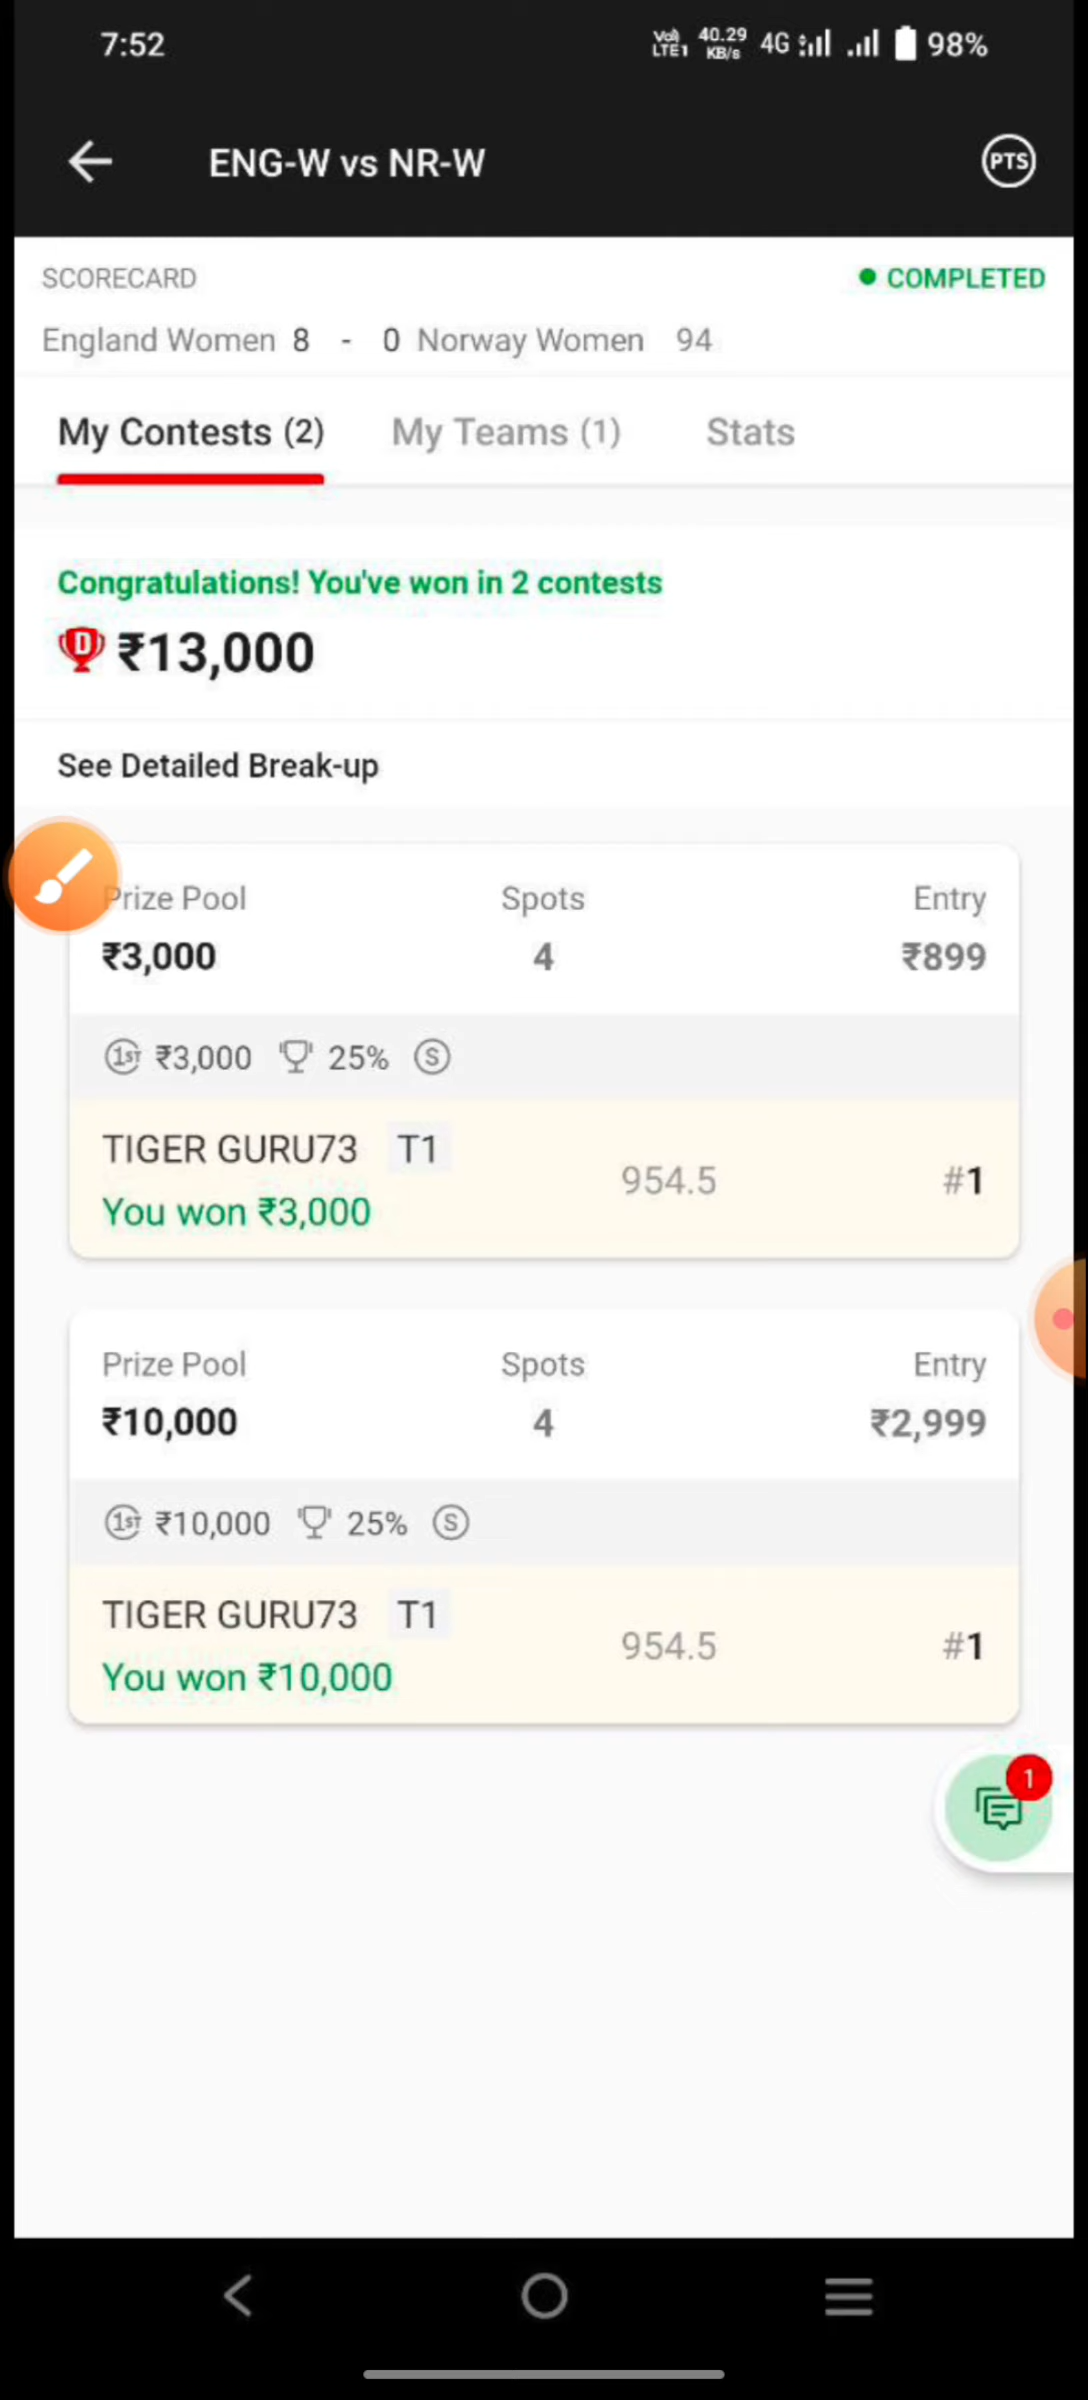 7:52 Vo) LTE1 40.29 KB/s 4G 98%
ENG-W vs NR-W PTS
SCORECARD COMPLETED
England Women 8 - 0 Norway Women 94
My Contests (2) My Teams (1) Stats
Congratulations! You've won in 2 contests
D ₹13,000
See Detailed Break-up
Prize Pool Spots Entry
₹3,000 4 ₹899
1ST ₹3,000 25% S
TIGER GURU73 T1
954.5 #1
You won ₹3,000
Prize Pool Spots Entry
₹10,000 4 ₹2,999
1ST ₹10,000 25% S
TIGER GURU73 T1
954.5 #1
You won ₹10,000
1